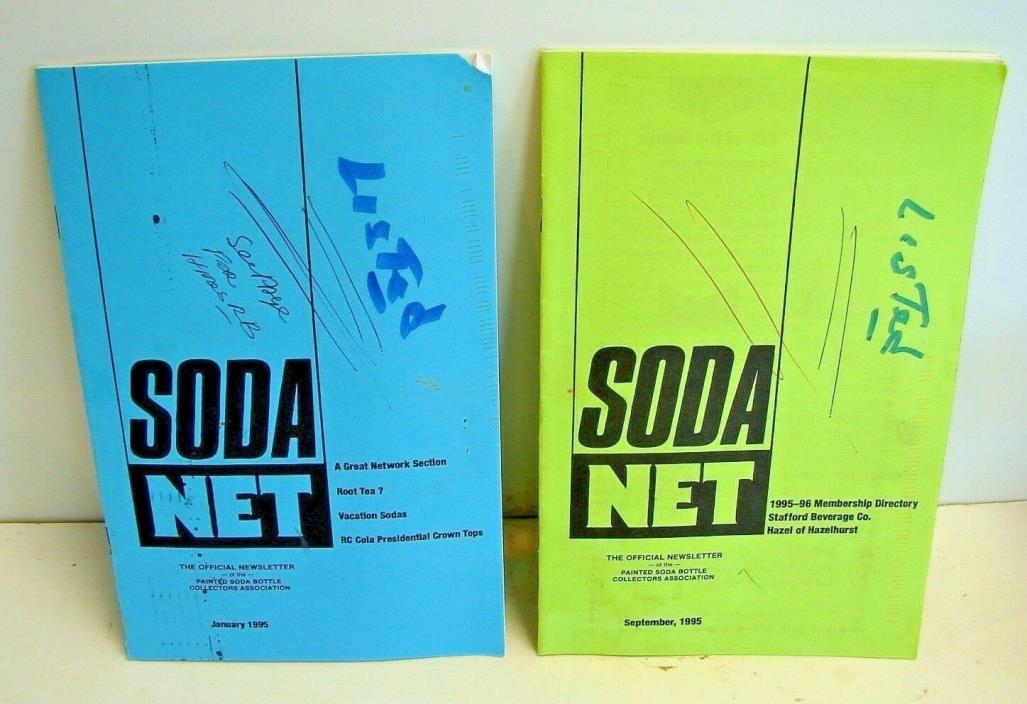 Listed
SODA
NET
A Great Network Section
Root Tea ?
Vacation Sodas
RC Cola Presidential Crown Tops
THE OFFICIAL NEWSLETTER
— of the —
PAINTED SODA BOTTLE
COLLECTORS ASSOCIATION
January 1995
Listed
SODA
NET
1995-96 Membership Directory
Stafford Beverage Co.
Hazel of Hazelhurst
THE OFFICIAL NEWSLETTER
— of the —
PAINTED SODA BOTTLE
COLLECTORS ASSOCIATION
September, 1995